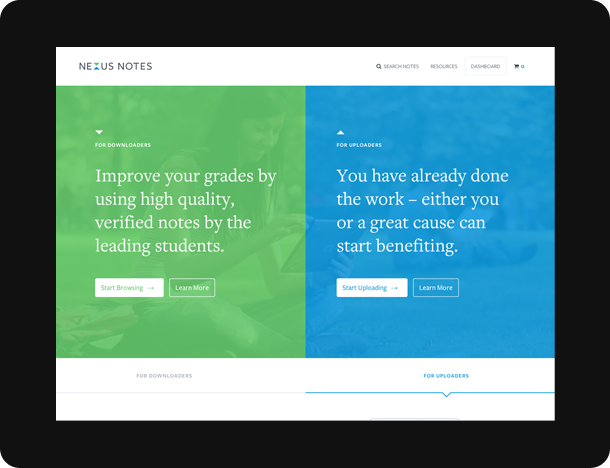 NEXUS NOTES
SEARCH NOTES RESOURCES DASHBOARD 0
FOR DOWNLOADERS
Improve your grades by
using high quality,
verified notes by the
leading students.
Start Browsing →
Learn More
FOR UPLOADERS
You have already done
the work – either you
or a great cause can
start benefiting.
Start Uploading →
Learn More
FOR DOWNLOADERS
FOR UPLOADERS